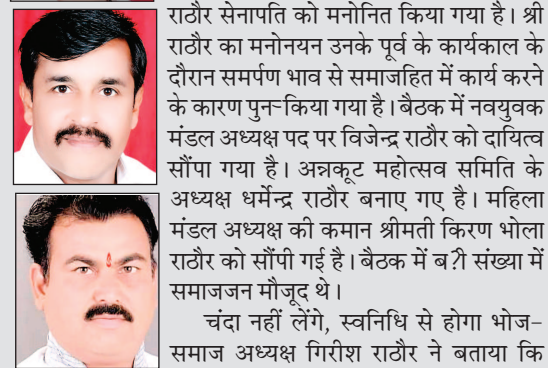 राठौर सेनापति को मनोनित किया गया है। श्री
राठौर का मनोनयन उनके पूर्व के कार्यकाल के
दौरान समर्पण भाव से समाजहित में कार्य करने
के कारण पुन~किया गया है। बैठक में नवयुवक
मंडल अध्यक्ष पद पर विजेन्द्र राठौर को दायित्व
सौंपा गया है। अन्नकूट महोत्सव समिति के
अध्यक्ष धर्मेन्द्र राठौर बनाए गए है। महिला
मंडल अध्यक्ष की कमान श्रीमती किरण भोला
राठौर को सौंपी गई है। बैठक में ब?ी संख्या में
समाजजन मौजूद थे।
चंदा नहीं लेंगे, स्वनिधि से होगा भोज-
समाज अध्यक्ष गिरीश राठौर ने बताया कि